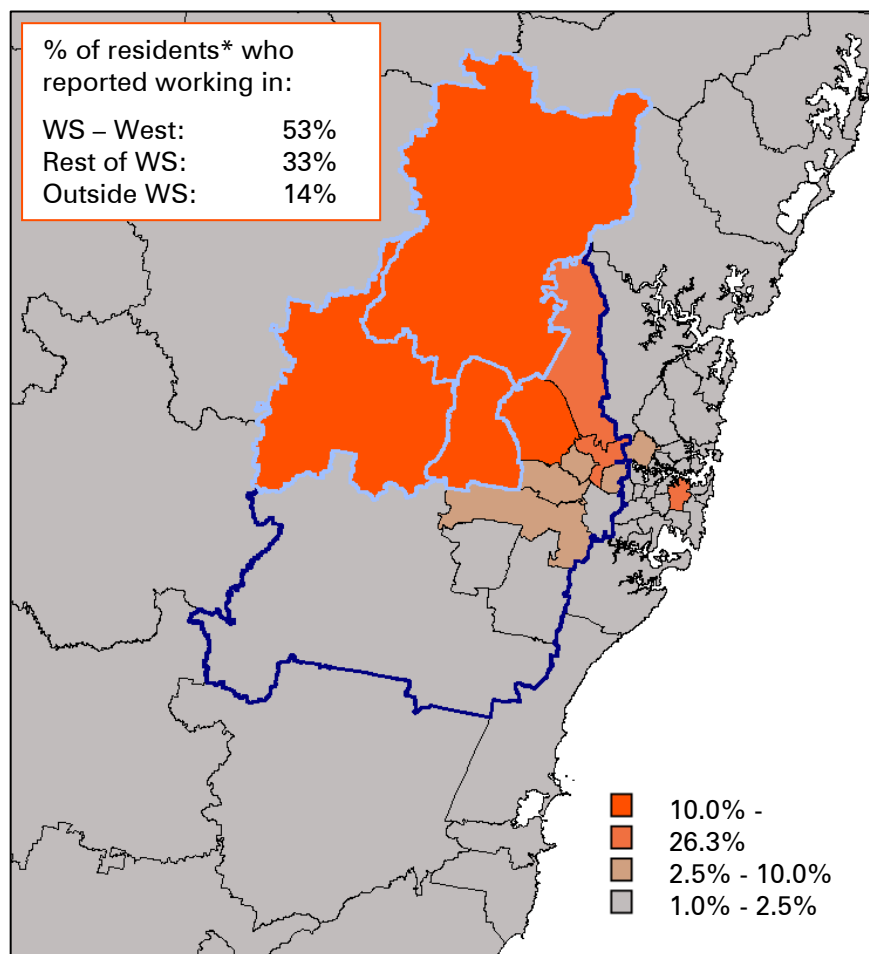 % of residents* who
reported working in:
WS – West: 53%
Rest of WS: 33%
Outside WS: 14%
10.0% -
26.3%
2.5% - 10.0%
1.0% - 2.5%